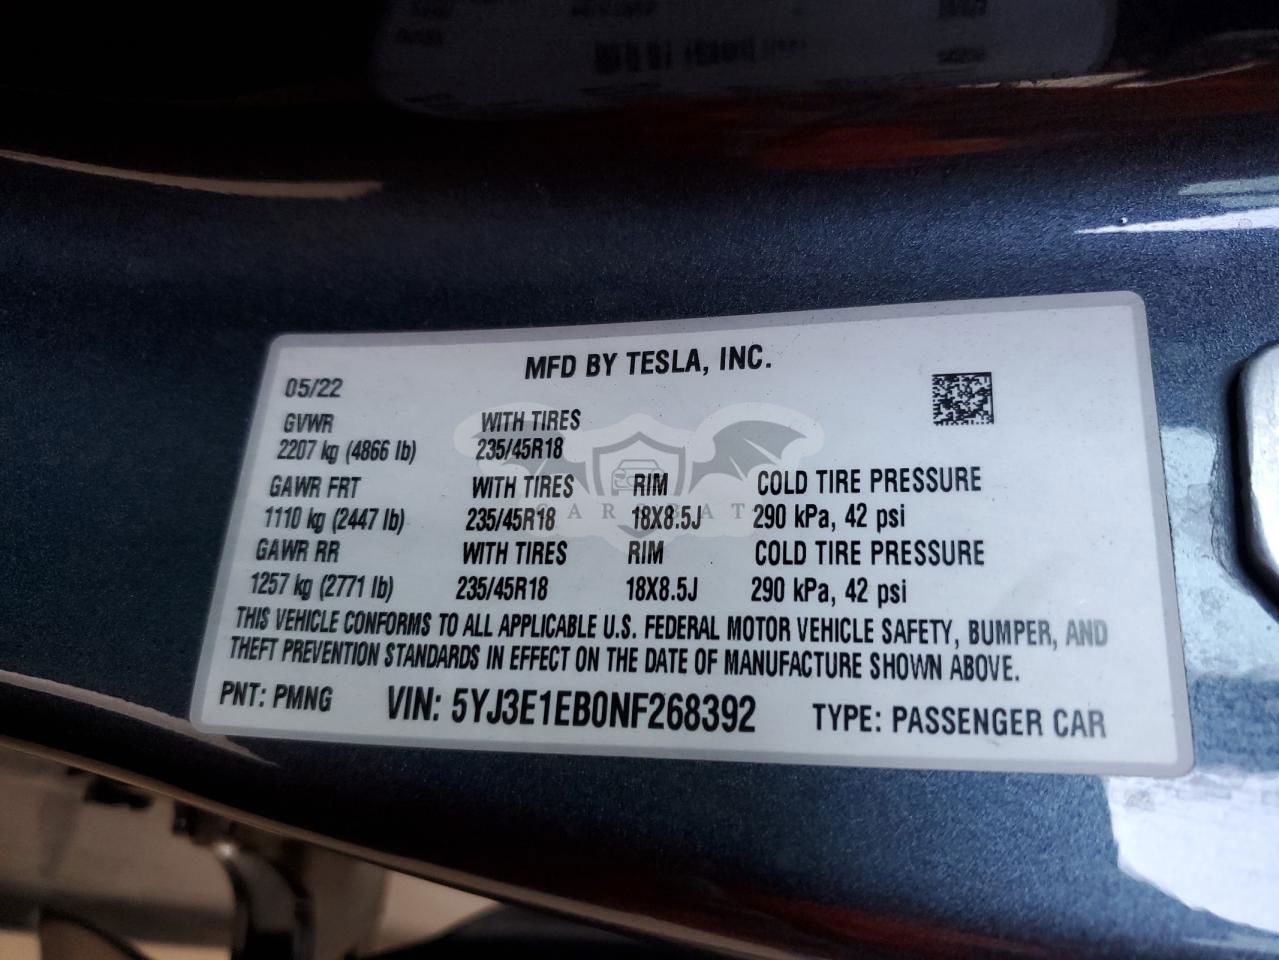 MFD BY TESLA, INC.
05/22
GVWR WITH TIRES
2207 kg (4866 lb) 235/45R18
GAWR FRT WITH TIRES RIM COLD TIRE PRESSURE
1110 kg (2447 lb) 235/45R18 18X8.5J 290 kPa, 42 psi
GAWR RR WITH TIRES RIM COLD TIRE PRESSURE
1257 kg (2771 lb) 235/45R18 18X8.5J 290 kPa, 42 psi
THIS VEHICLE CONFORMS TO ALL APPLICABLE U.S. FEDERAL MOTOR VEHICLE SAFETY, BUMPER, AND
THEFT PREVENTION STANDARDS IN EFFECT ON THE DATE OF MANUFACTURE SHOWN ABOVE.
PNT: PMNG VIN: 5YJ3E1EB0NF268392 TYPE: PASSENGER CAR
CAR BAT